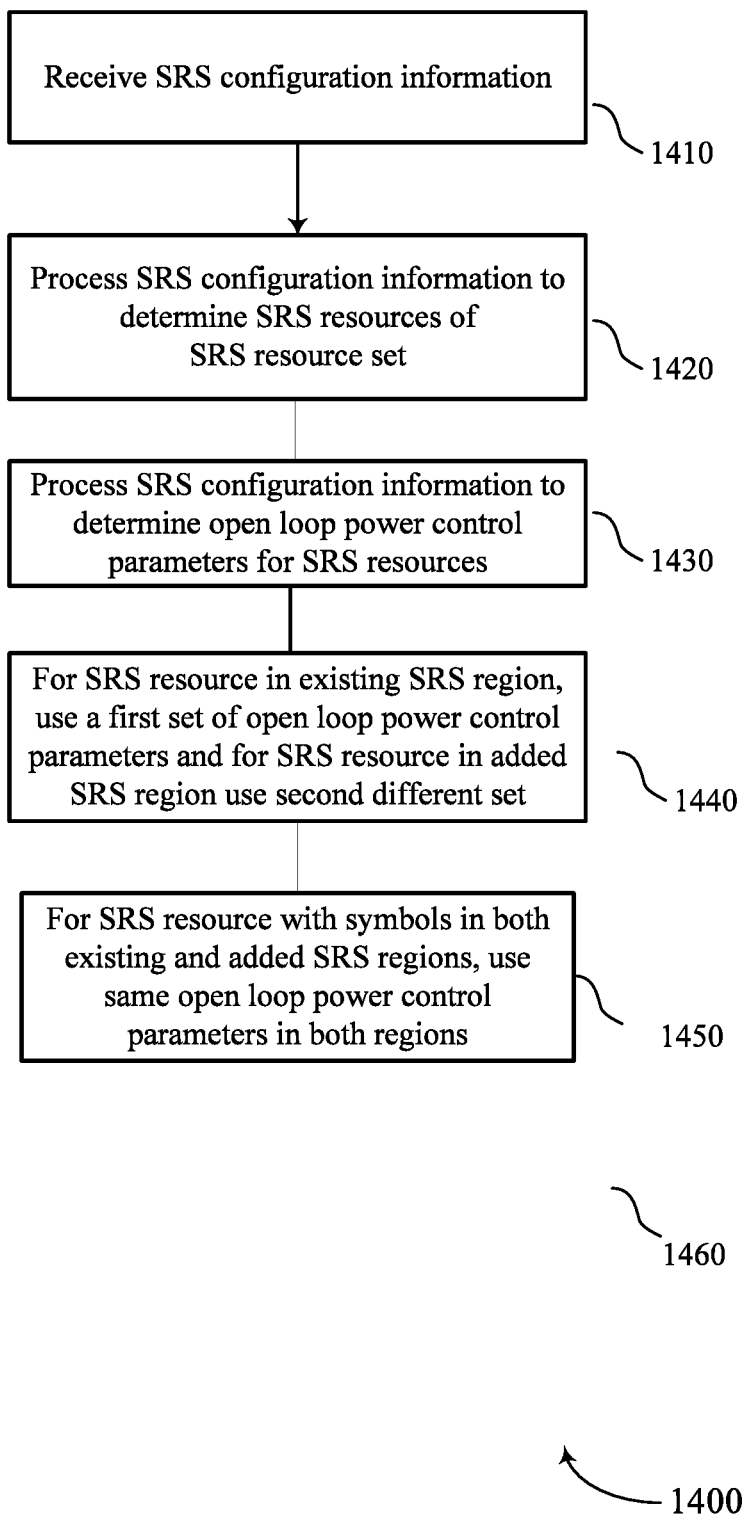 Receive SRS configuration information
1410
Process SRS configuration information to
determine SRS resources of
SRS resource set
1420
Process SRS configuration information to
determine open loop power control
parameters for SRS resources
1430
For SRS resource in existing SRS region,
use a first set of open loop power control
parameters and for SRS resource in added
SRS region use second different set
1440
For SRS resource with symbols in both
existing and added SRS regions, use
same open loop power control
parameters in both regions
1450
1460
1400